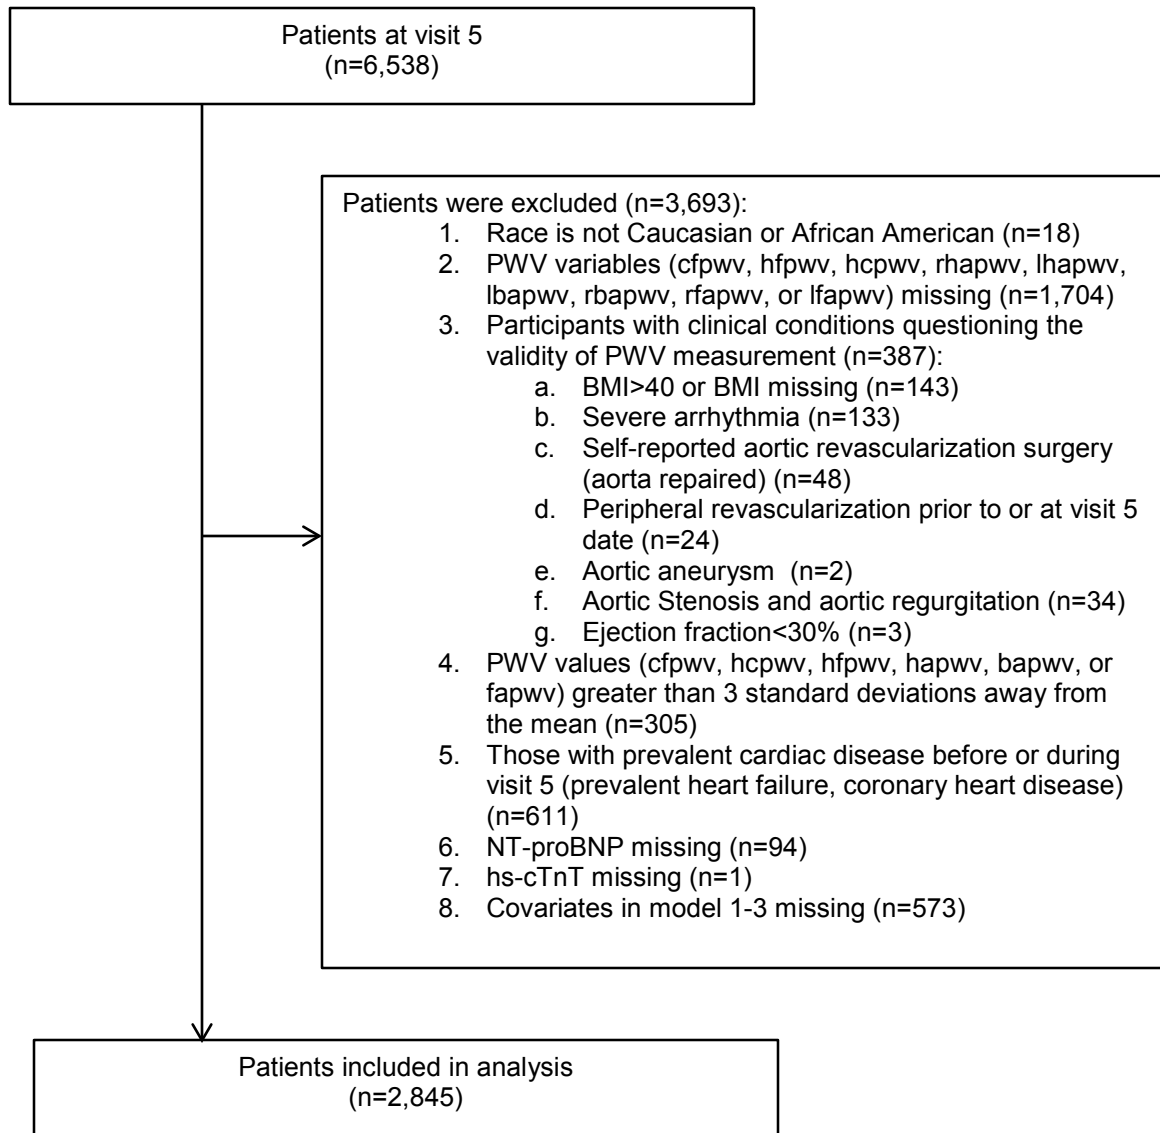 Patients at visit 5
(n=6,538)
Patients were excluded (n=3,693):
1. Race is not Caucasian or African American (n=18)
2. PWV variables (cfpwv, hfpwv, hcpwv, rhapwv, lhapwv,
lbapwv, rbapwv, rfapwv, or lfapwv) missing (n=1,704)
3. Participants with clinical conditions questioning the
validity of PWV measurement (n=387):
a. BMI>40 or BMI missing (n=143)
b. Severe arrhythmia (n=133)
c. Self-reported aortic revascularization surgery
(aorta repaired) (n=48)
d. Peripheral revascularization prior to or at visit 5
date (n=24)
e. Aortic aneurysm (n=2)
f. Aortic Stenosis and aortic regurgitation (n=34)
g. Ejection fraction<30% (n=3)
4. PWV values (cfpwv, hcpwv, hfpwv, hapwv, bapwv, or
fapwv) greater than 3 standard deviations away from
the mean (n=305)
5. Those with prevalent cardiac disease before or during
visit 5 (prevalent heart failure, coronary heart disease)
(n=611)
6. NT-proBNP missing (n=94)
7. hs-cTnT missing (n=1)
8. Covariates in model 1-3 missing (n=573)
Patients included in analysis
(n=2,845)